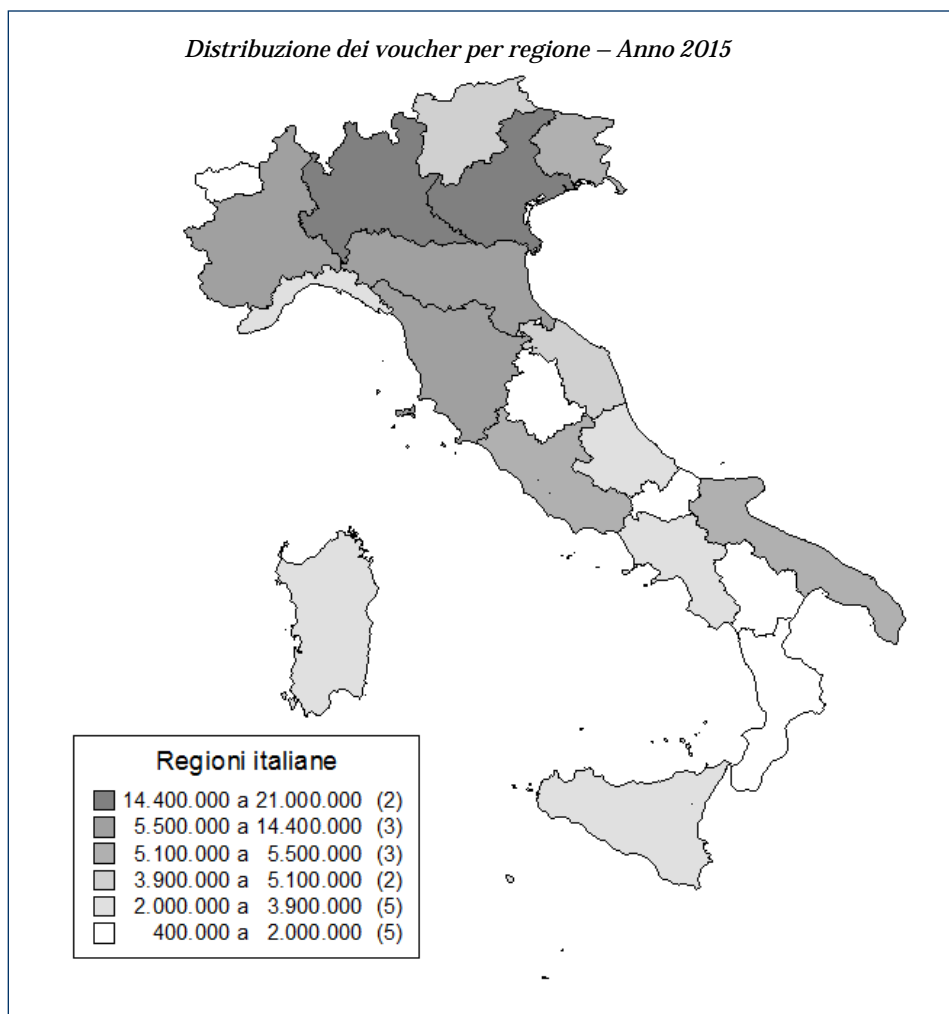 Distribuzione dei voucher per regione – Anno 2015
Regioni italiane
14.400.000 a 21.000.000 (2)
5.500.000 a 14.400.000 (3)
5.100.000 a 5.500.000 (3)
3.900.000 a 5.100.000 (2)
2.000.000 a 3.900.000 (5)
400.000 a 2.000.000 (5)